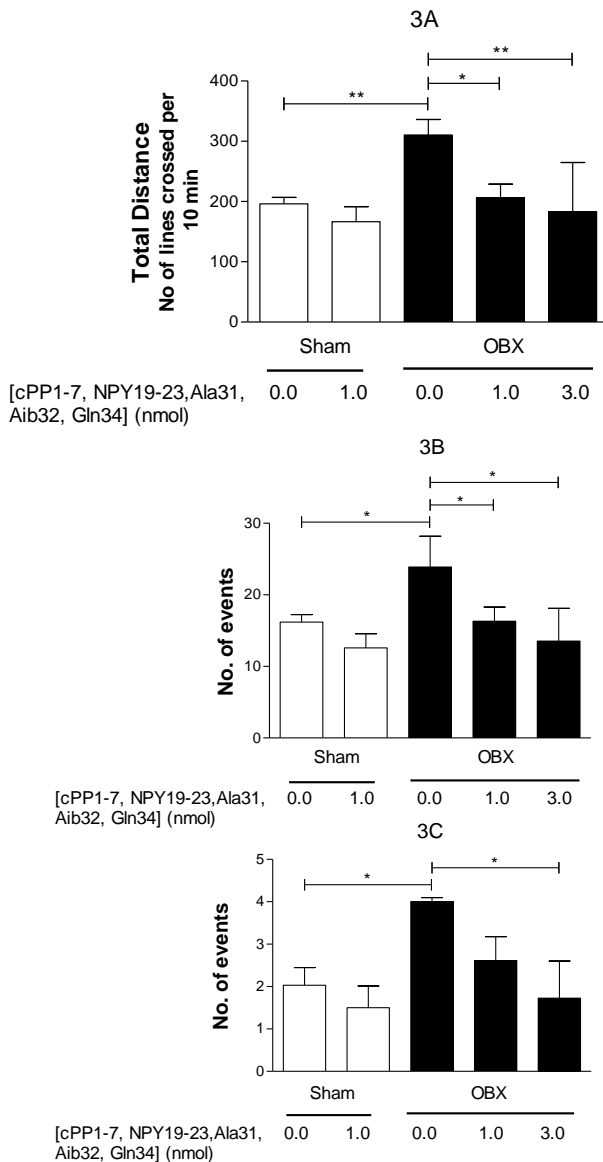 3A
**
**
*
400
300
200
100
0
Total Distance
No of lines crossed per
10 min
Sham OBX
[cPP1-7, NPY19-23,Ala31,
Aib32, Gln34] (nmol)
0.0 1.0 0.0 1.0 3.0
3B
*
*
*
30
20
10
0
No. of events
Sham OBX
[cPP1-7, NPY19-23,Ala31,
Aib32, Gln34] (nmol)
0.0 1.0 0.0 1.0 3.0
3C
*
*
5
4
3
2
1
0
No. of events
Sham OBX
[cPP1-7, NPY19-23,Ala31,
Aib32, Gln34] (nmol)
0.0 1.0 0.0 1.0 3.0